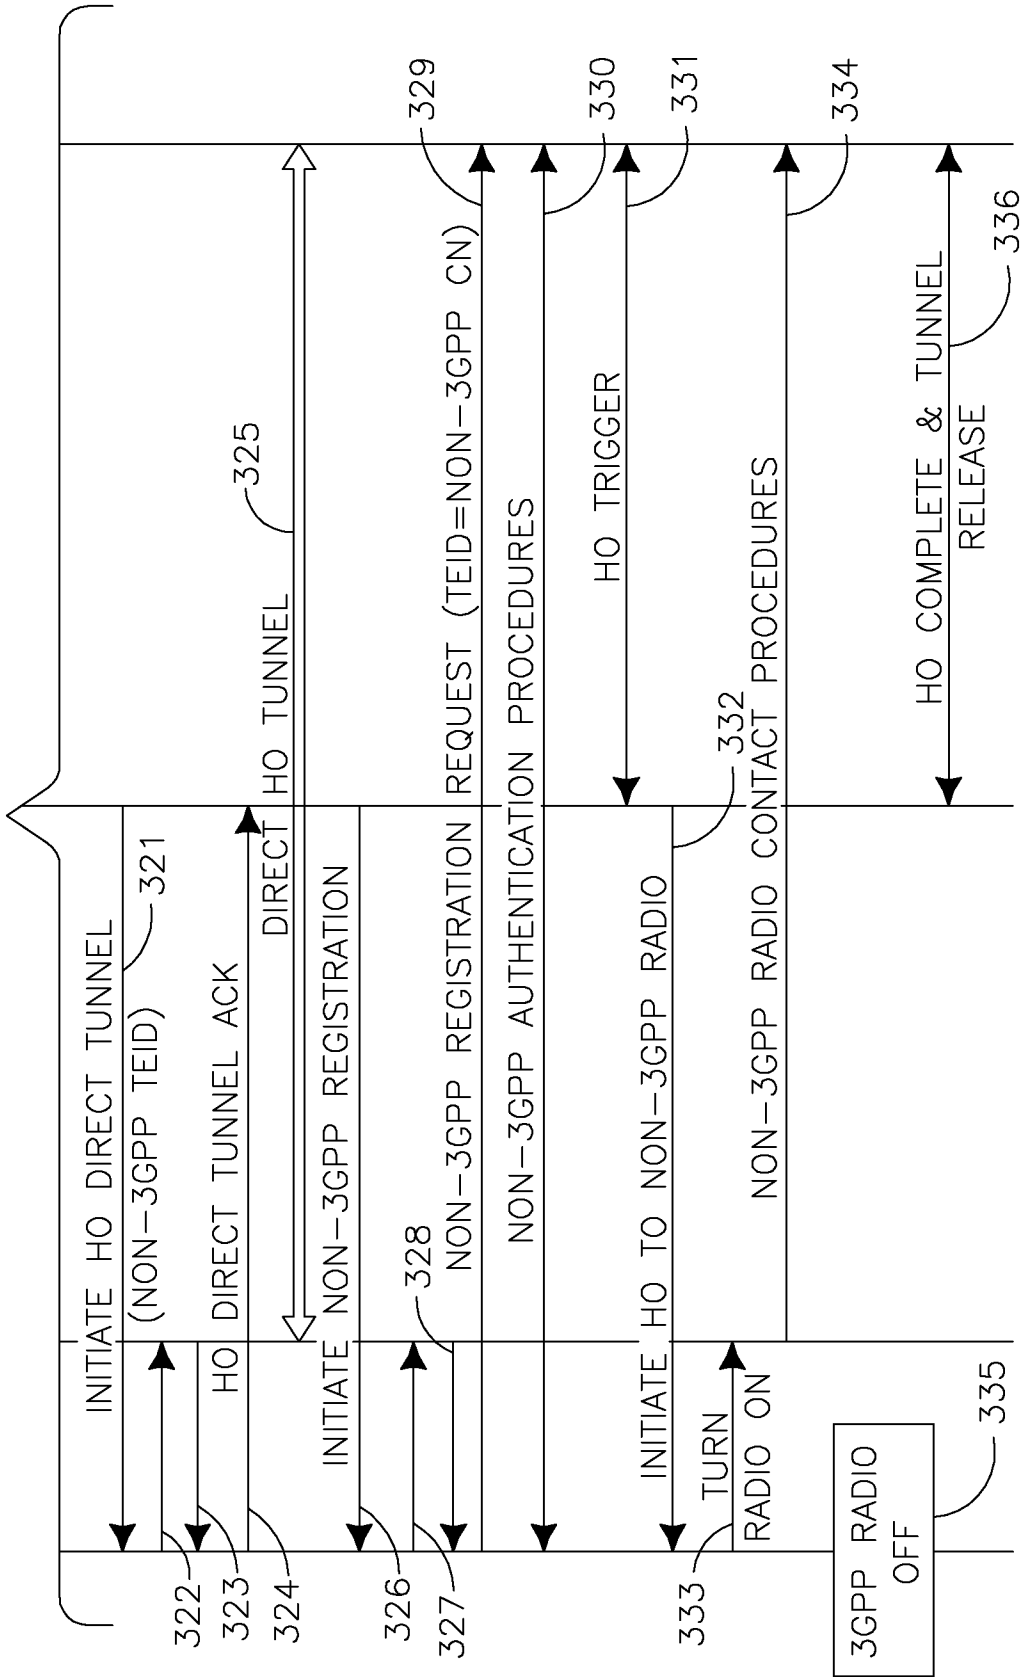 INITIATE HO DIRECT TUNNEL
321
(NON-3GPP TEID)
322
323
HO DIRECT TUNNEL ACK
324
DIRECT HO TUNNEL
325
INITIATE NON-3GPP REGISTRATION
326
327
328
NON-3GPP REGISTRATION REQUEST (TEID=NON-3GPP CN)
329
NON-3GPP AUTHENTICATION PROCEDURES
330
HO TRIGGER
331
INITIATE HO TO NON-3GPP RADIO
332
TURN
RADIO ON
333
NON-3GPP RADIO CONTACT PROCEDURES
334
3GPP RADIO
OFF
335
HO COMPLETE & TUNNEL
RELEASE
336